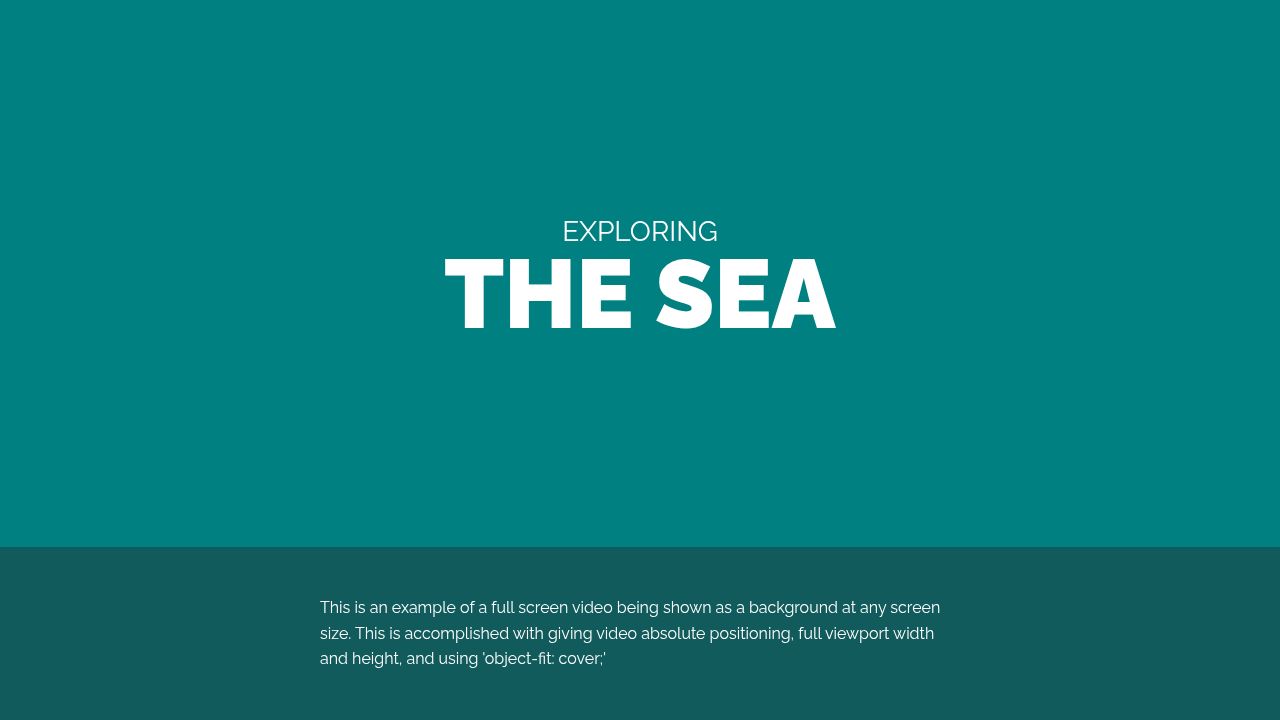 EXPLORING
THE SEA
This is an example of a full screen video being shown as a background at any screen
size. This is accomplished with giving video absolute positioning, full viewport width
and height, and using 'object-fit: cover;'